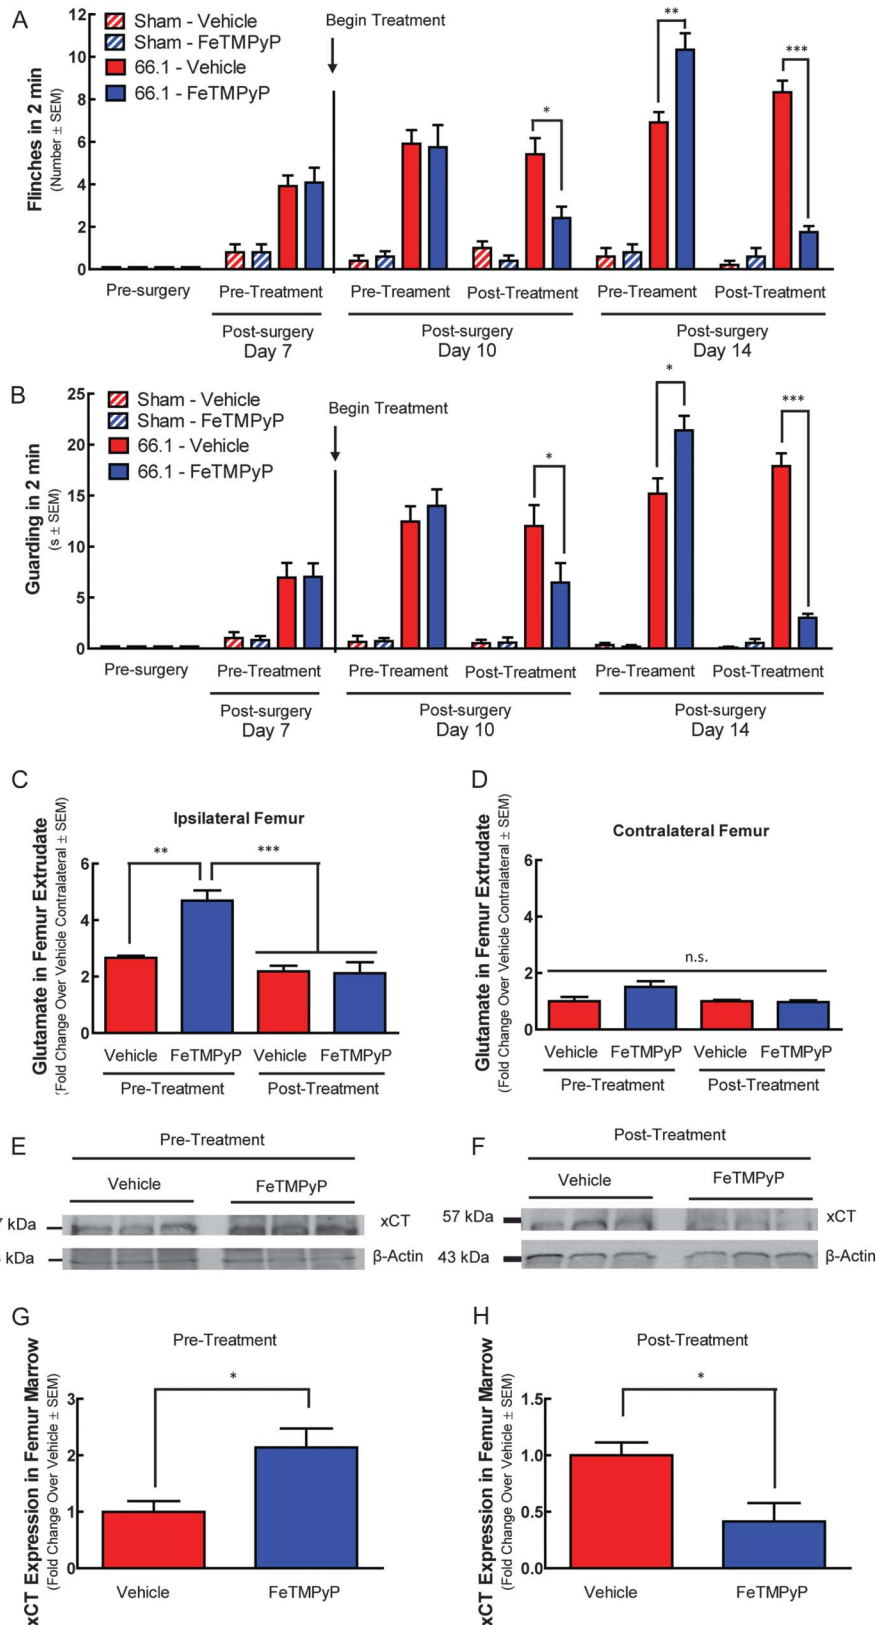 A
Sham - Vehicle
Sham - FeTMPyP
66.1 - Vehicle
66.1 - FeTMPyP
Begin Treatment
Flinches in 2 min
(Number ± SEM)
12
10
8
6
4
2
0
*
**
***
Pre-surgery
Pre-Treatment
Pre-Treament
Post-Treatment
Pre-Treament
Post-Treatment
Post-surgery
Day 7
Post-surgery
Day 10
Post-surgery
Day 14
B
Sham - Vehicle
Sham - FeTMPyP
66.1 - Vehicle
66.1 - FeTMPyP
Begin Treatment
Guarding in 2 min
(s ± SEM)
25
20
15
10
5
0
*
*
***
Pre-surgery
Pre-Treatment
Pre-Treament
Post-Treatment
Pre-Treament
Post-Treatment
Post-surgery
Day 7
Post-surgery
Day 10
Post-surgery
Day 14
C
Ipsilateral Femur
Glutamate in Femur Extrudate
(Fold Change Over Vehicle Contralateral ± SEM)
6
4
2
0
**
***
Vehicle
FeTMPyP
Vehicle
FeTMPyP
Pre-Treatment
Post-Treatment
D
Contralateral Femur
Glutamate in Femur Extrudate
(Fold Change Over Vehicle Contralateral ± SEM)
6
4
2
0
n.s.
Vehicle
FeTMPyP
Vehicle
FeTMPyP
Pre-Treatment
Post-Treatment
E
Pre-Treatment
Vehicle
FeTMPyP
7 kDa
xCT
kDa
β-Actin
F
Post-Treatment
Vehicle
FeTMPyP
57 kDa
xCT
43 kDa
β-Actin
G
Pre-Treatment
xCT Expression in Femur Marrow
(Fold Change Over Vehicle ± SEM)
3
2
1
0
*
Vehicle
FeTMPyP
H
Post-Treatment
xCT Expression in Femur Marrow
(Fold Change Over Vehicle ± SEM)
1.5
1.0
0.5
0.0
*
Vehicle
FeTMPyP